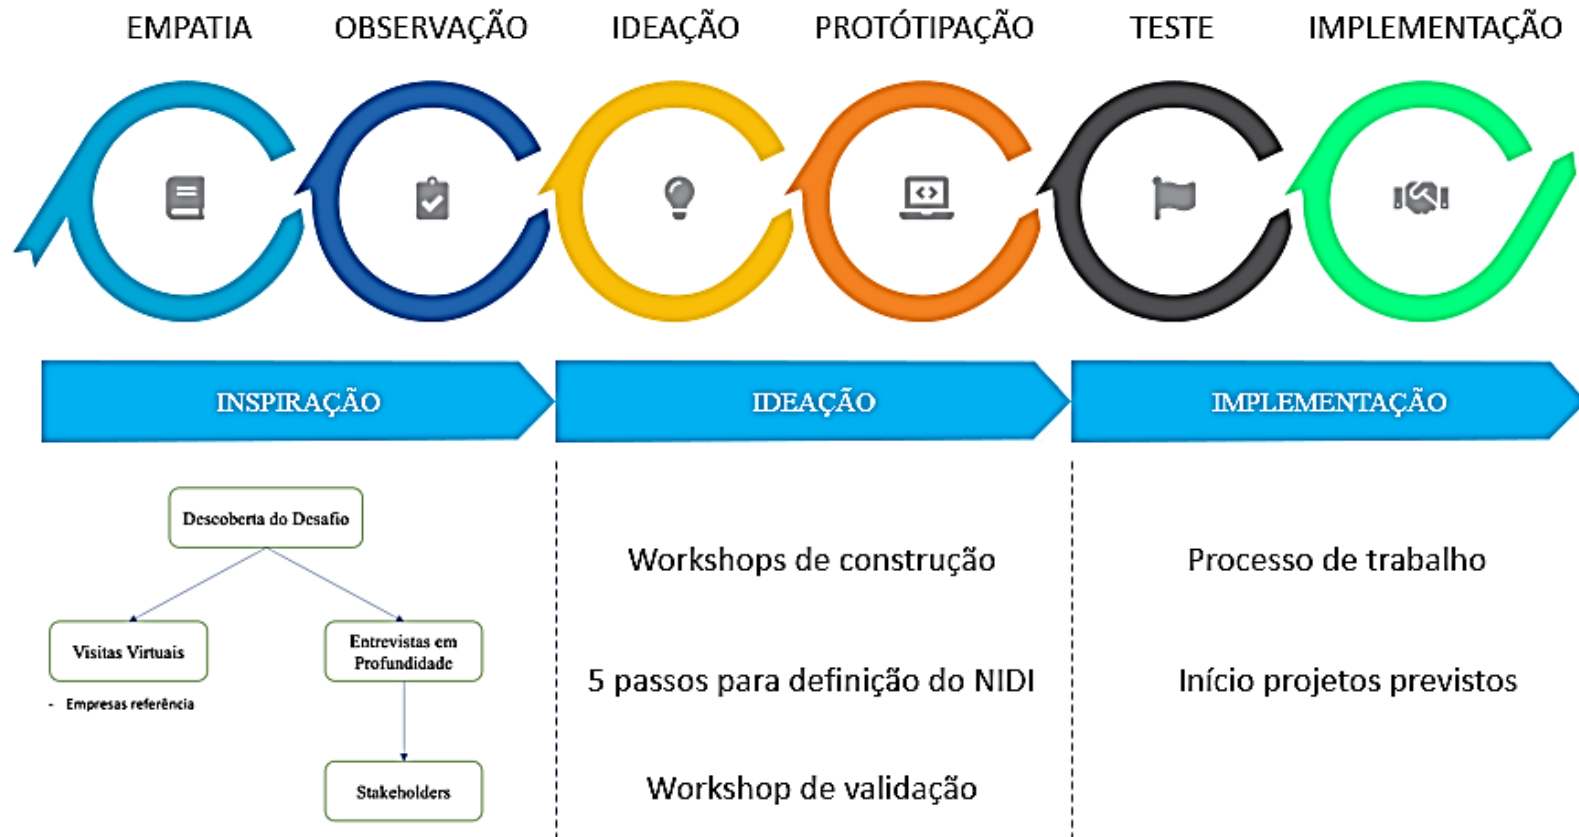 EMPATIA
OBSERVAÇÃO
IDEAÇÃO
PROTÓTIPAÇÃO
TESTE
IMPLEMENTAÇÃO
INSPIRAÇÃO
IDEAÇÃO
IMPLEMENTAÇÃO
Descoberta do Desafio
Visitas Virtuais
- Empresas referência
Entrevistas em
Profundidade
Stakeholders
Workshops de construção
5 passos para definição do NIDI
Workshop de validação
Processo de trabalho
Início projetos previstos